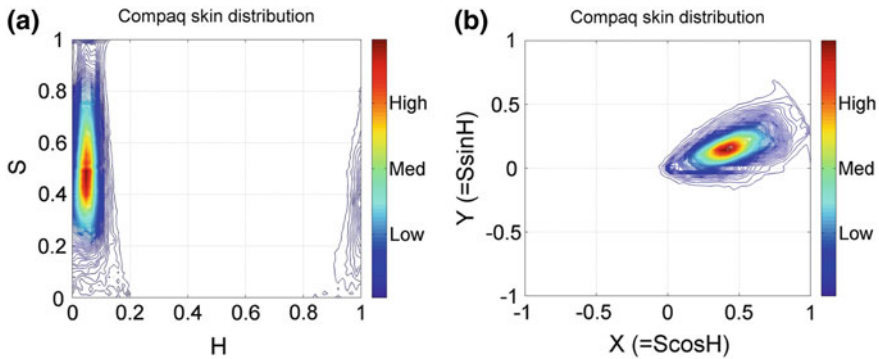 (a)
Compaq skin distribution
S
1
0.8
0.6
0.4
0.2
0
0 0.2 0.4 0.6 0.8 1
H
High
Med
Low
(b)
Compaq skin distribution
Y (=SsinH)
1
0.5
0
-0.5
-1
-1 -0.5 0 0.5 1
X (=ScosH)
High
Med
Low